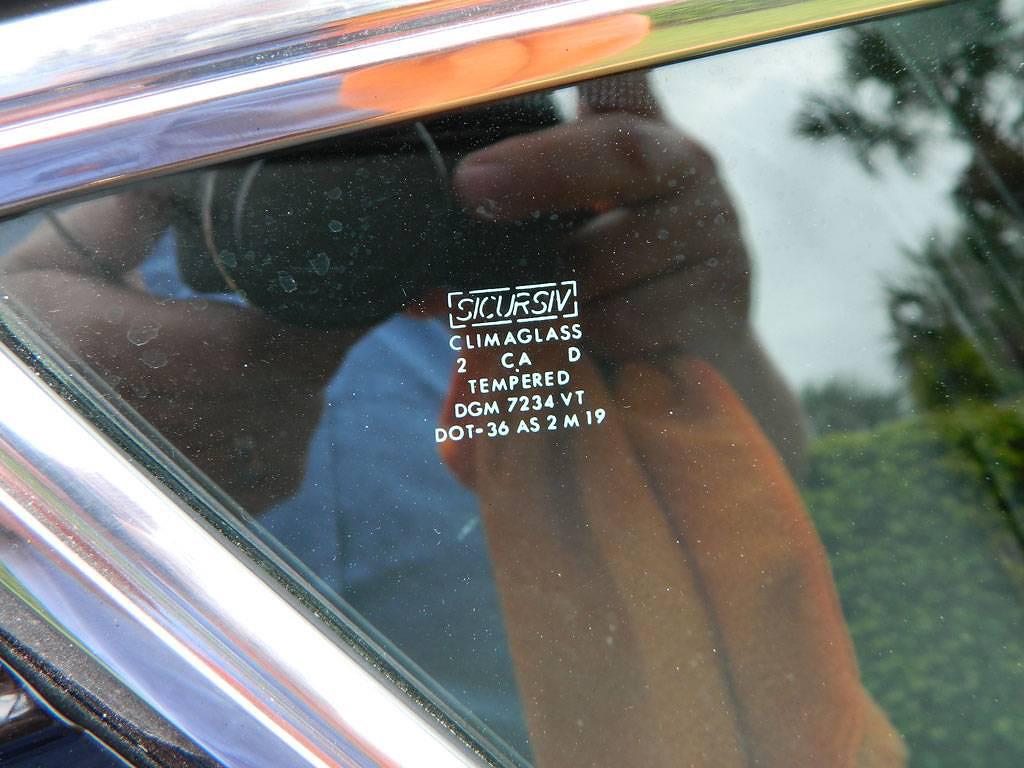 SICURSIV
CLIMAGLASS
2 CA D
TEMPERED
DGM 7234 VT
DOT-36 AS 2 M 19